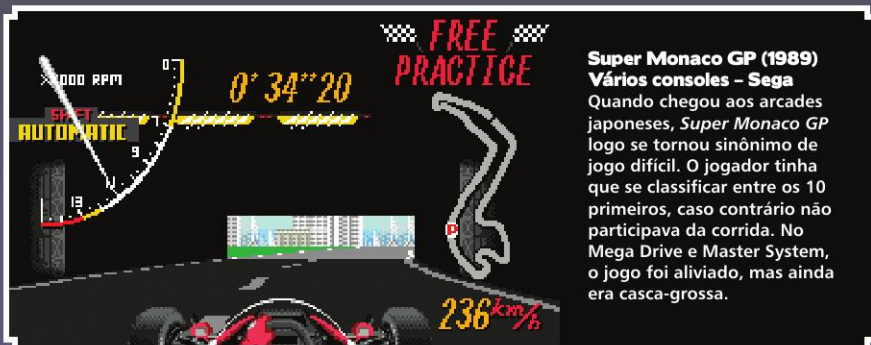 FREE
PRACTICE
x1000 RPM
0
0' 34"20
SHIFT
AUTOMATIC
7
9
11
13
P
236 km/h
Super Monaco GP (1989)
Vários consoles – Sega
Quando chegou aos arcades
japoneses, Super Monaco GP
logo se tornou sinônimo de
jogo difícil. O jogador tinha
que se classificar entre os 10
primeiros, caso contrário não
participava da corrida. No
Mega Drive e Master System,
o jogo foi aliviado, mas ainda
era casca-grossa.